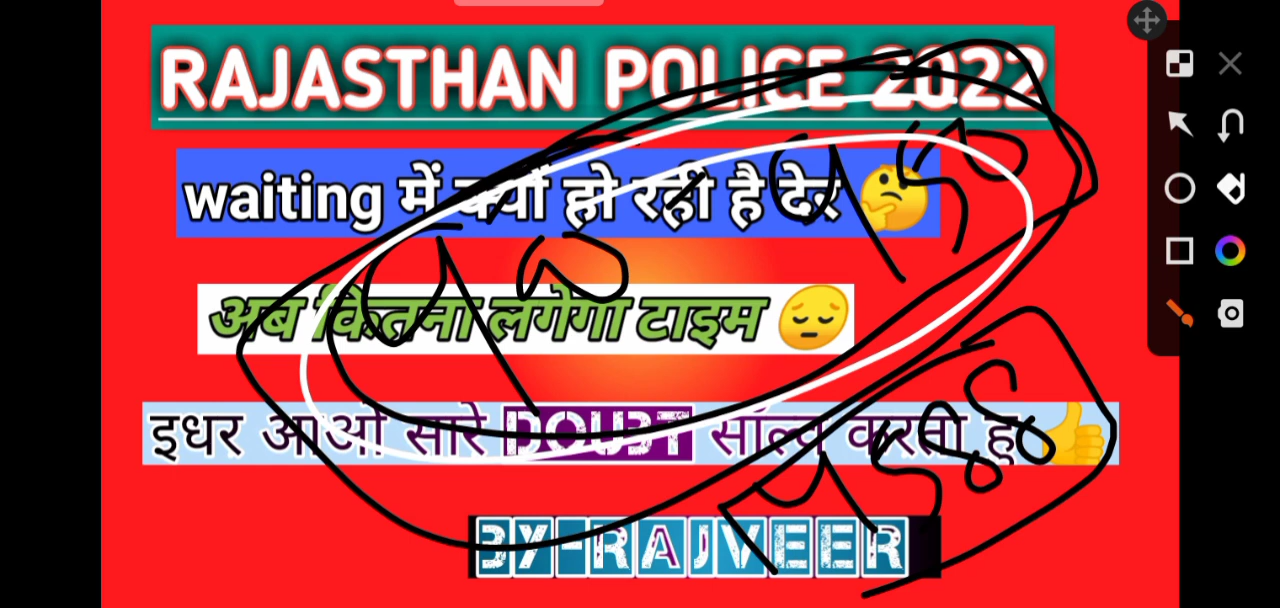 RAJASTHAN POLICE 2022
waiting में क्यों हो रही है ढेर
अब कितना लगेगा टाइम
इधर आओ सारे DOUBT सॉल्व करता हु
BY-RAJVEER